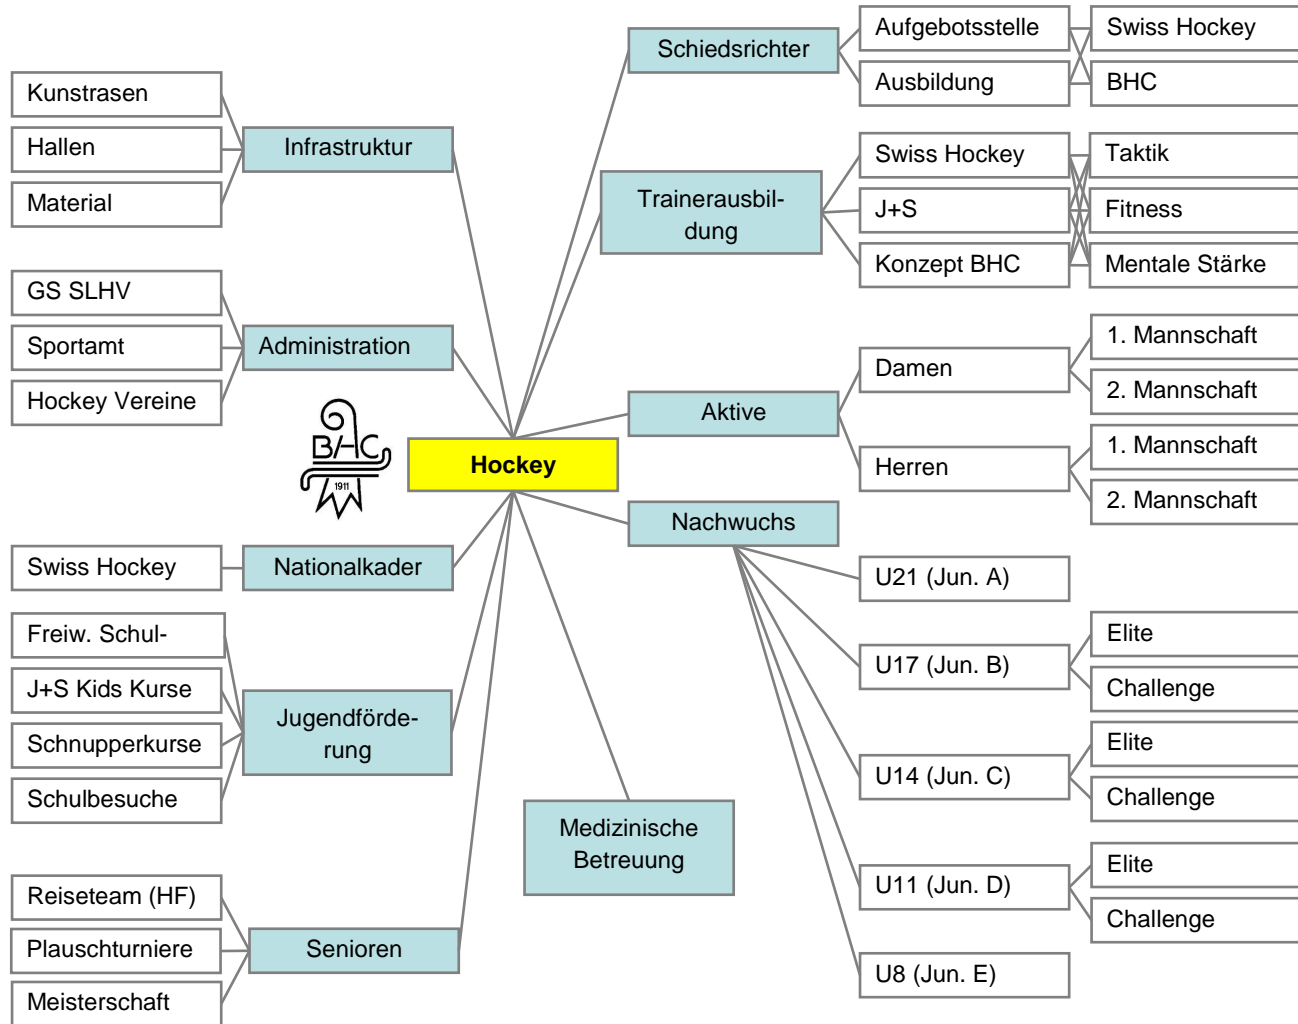 Schiedsrichter
Aufgebotsstelle
Ausbildung
Swiss Hockey
BHC
Kunstrasen
Hallen
Material
Infrastruktur
Trainerausbil-
dung
Swiss Hockey
J+S
Konzept BHC
Taktik
Fitness
Mentale Stärke
GS SLHV
Sportamt
Hockey Vereine
Administration
Aktive
Damen
Herren
1. Mannschaft
2. Mannschaft
1. Mannschaft
2. Mannschaft
BHC
1911
Hockey
Nachwuchs
U21 (Jun. A)
U17 (Jun. B)
Elite
Challenge
U14 (Jun. C)
Elite
Challenge
U11 (Jun. D)
Elite
Challenge
U8 (Jun. E)
Swiss Hockey
Nationalkader
Freiw. Schul-
J+S Kids Kurse
Schnupperkurse
Schulbesuche
Jugendförde-
rung
Medizinische
Betreuung
Reiseteam (HF)
Plauschturniere
Meisterschaft
Senioren